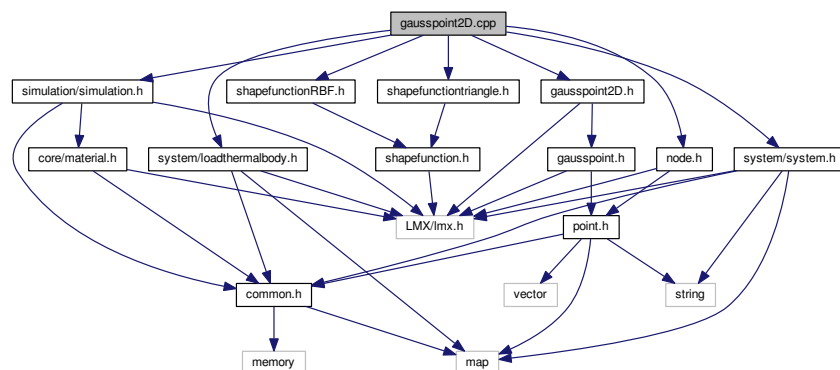 gausspoint2D.cpp
simulation/simulation.h
shapefunctionRBF.h
shapefunctiontriangle.h
gausspoint2D.h
core/material.h
system/loadthermalbody.h
shapefunction.h
gausspoint.h
node.h
system/system.h
LMX/lmx.h
point.h
common.h
vector
string
memory
map